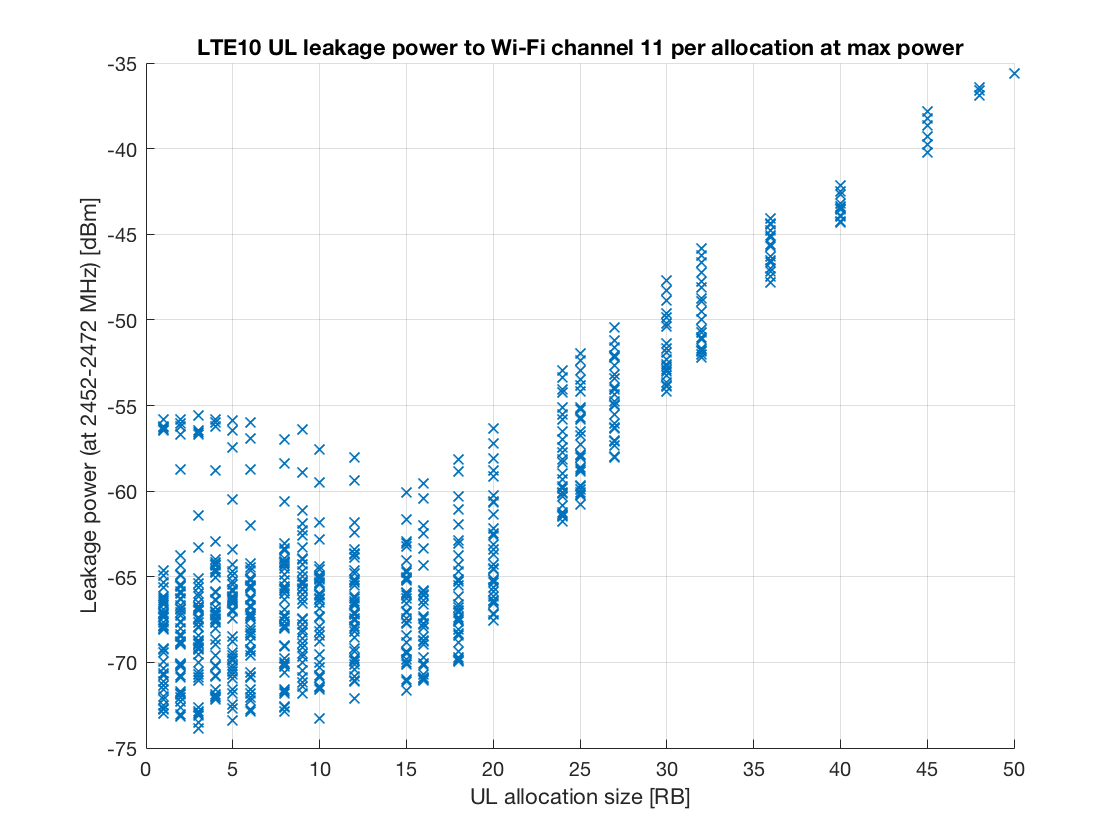 LTE10 UL leakage power to Wi-Fi channel 11 per allocation at max power
Leakage power (at 2452-2472 MHz) [dBm]
-35
-40
-45
-50
-55
-60
-65
-70
-75
0 5 10 15 20 25 30 35 40 45 50
UL allocation size [RB]